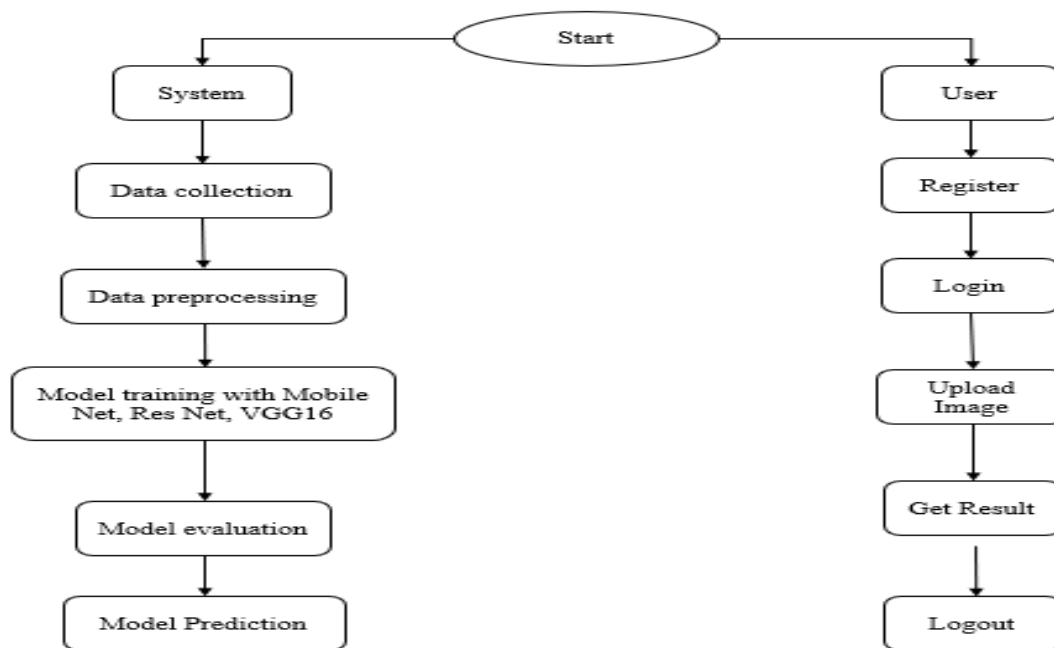 Start
System
Data collection
Data preprocessing
Model training with Mobile
Net, Res Net, VGG16
Model evaluation
Model Prediction
User
Register
Login
Upload
Image
Get Result
Logout